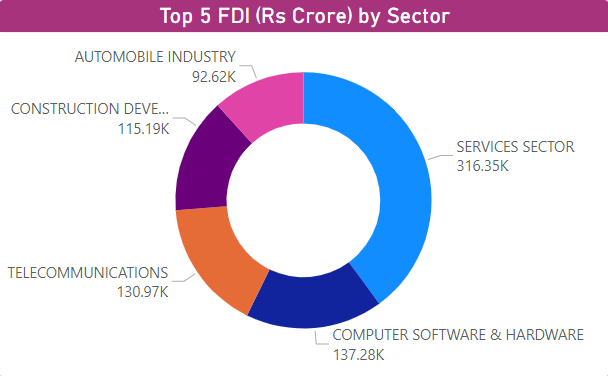 Top 5 FDI (Rs Crore) by Sector
AUTOMOBILE INDUSTRY
92.62K
CONSTRUCTION DEVE...
115.19K
SERVICES SECTOR
316.35K
TELECOMMUNICATIONS
130.97K
COMPUTER SOFTWARE & HARDWARE
137.28K